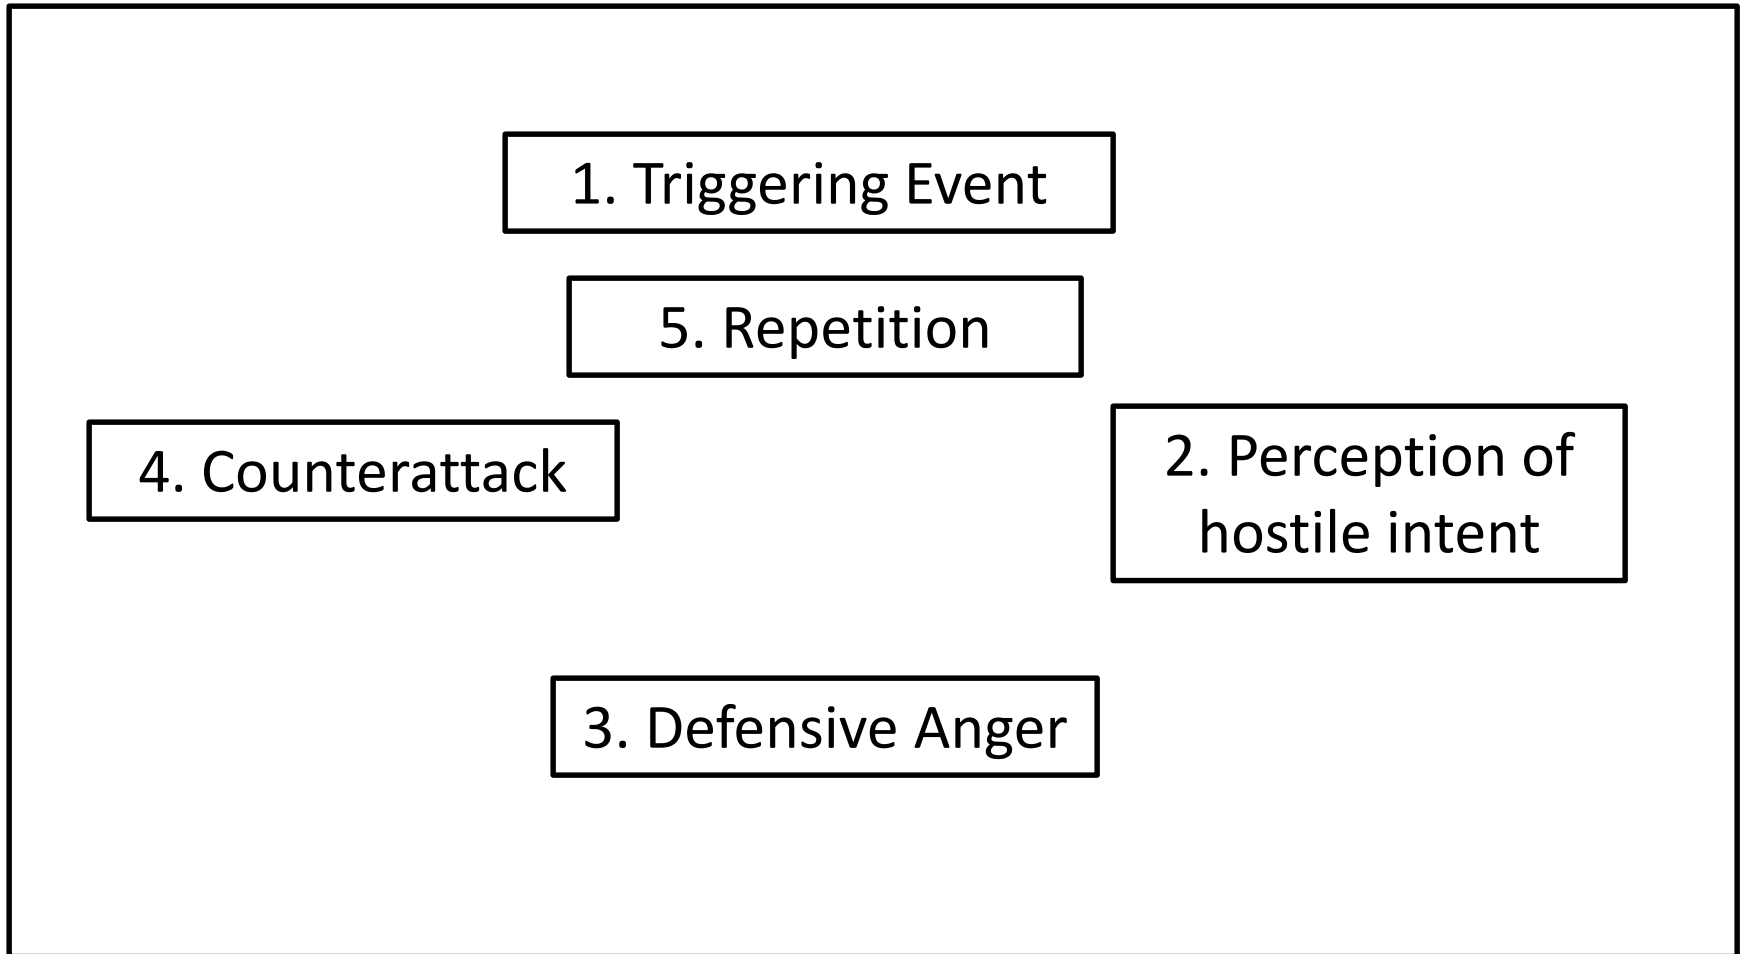 1. Triggering Event
5. Repetition
4. Counterattack
2. Perception of
hostile intent
3. Defensive Anger